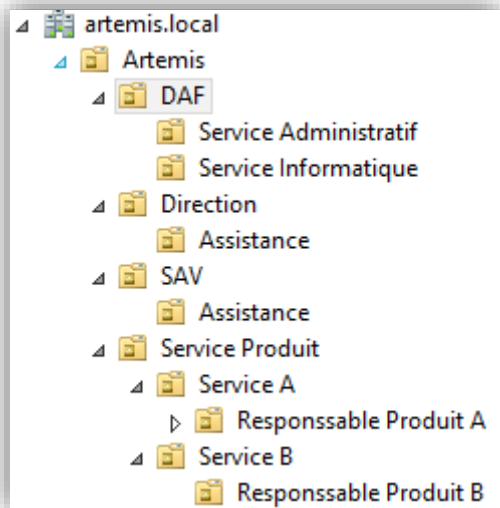 artemis.local
Artemis
DAF
Service Administratif
Service Informatique
Direction
Assistance
SAV
Assistance
Service Produit
Service A
Responssable Produit A
Service B
Responssable Produit B